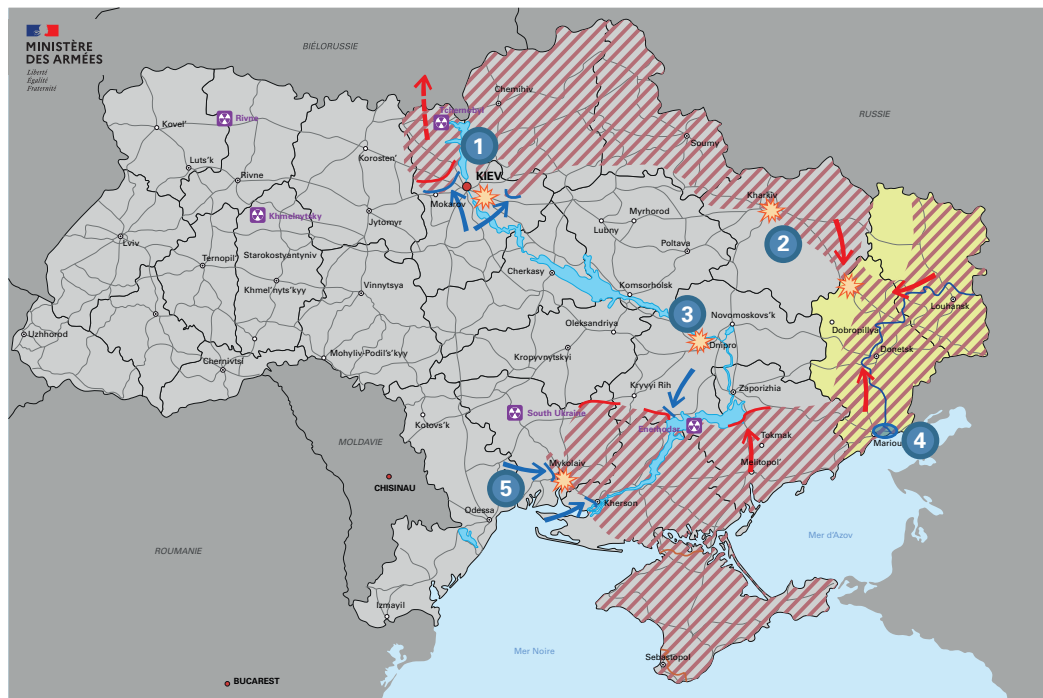 MINISTÈRE
DES ARMÉES
Liberté
Égalité
Fraternité
BIÉLORUSSIE
RUSSIE
Chernihiv
Tchernobyl
Kovel'
Rivne
Soumy
1
Korosten'
Luts'k
Rivne
KIEV
Kharkiv
Mokarov
Khmelnytsky
Myrhorod
Jytomyr
Lubny
2
Lviv
Starokostyantyniv
Poltava
Ternopil'
Cherkasy
Khmel'nyts'kyy
Vinnytsya
Komsorholsk
Louhansk
3
Novomoskovs'k
Oleksandriya
Dobropillya
Uzhhorod
Dnipro
Mohyliv-Podil's'kyy
Kropyvnytskyi
Donetsk
Chernivtsi
Kryvyi Rih
Zaporizhia
South Ukraine
Kotovs'k
Enerhodar
Tokmak
Mariou
4
MOLDAVIE
Mykolaiv
Melitopol'
CHISINAU
5
Kherson
Odessa
Mer d'Azov
ROUMANIE
Izmayil
Mer Noire
Sebastopol
BUCAREST